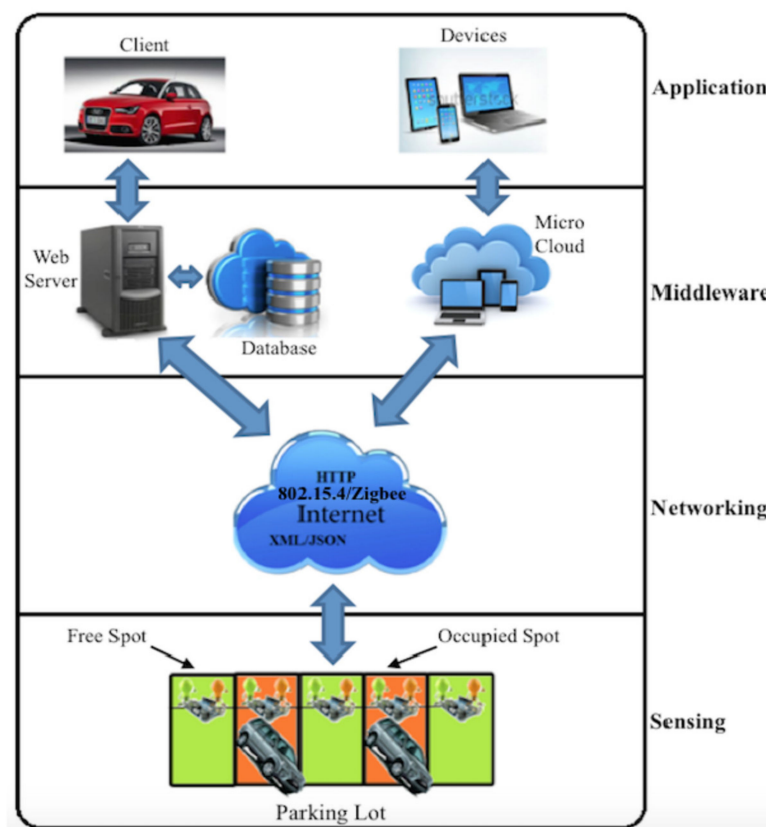 Client
Devices
shutterstock
Application
Web
Server
Database
Micro
Cloud
Middleware
HTTP
802.15.4/Zigbee
Internet
XML/JSON
Networking
Free Spot
Occupied Spot
Sensing
Parking Lot